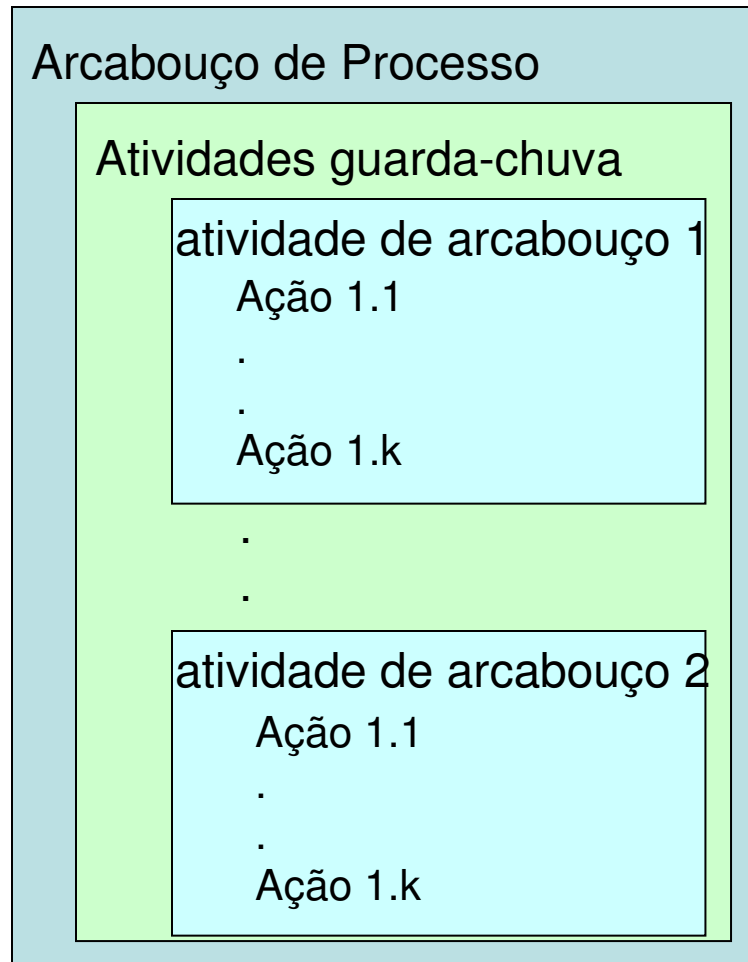 Arcabouço de Processo
Atividades guarda-chuva
atividade de arcabouço 1
Ação 1.1
.
.
Ação 1.k
.
.
atividade de arcabouço 2
Ação 1.1
.
.
Ação 1.k